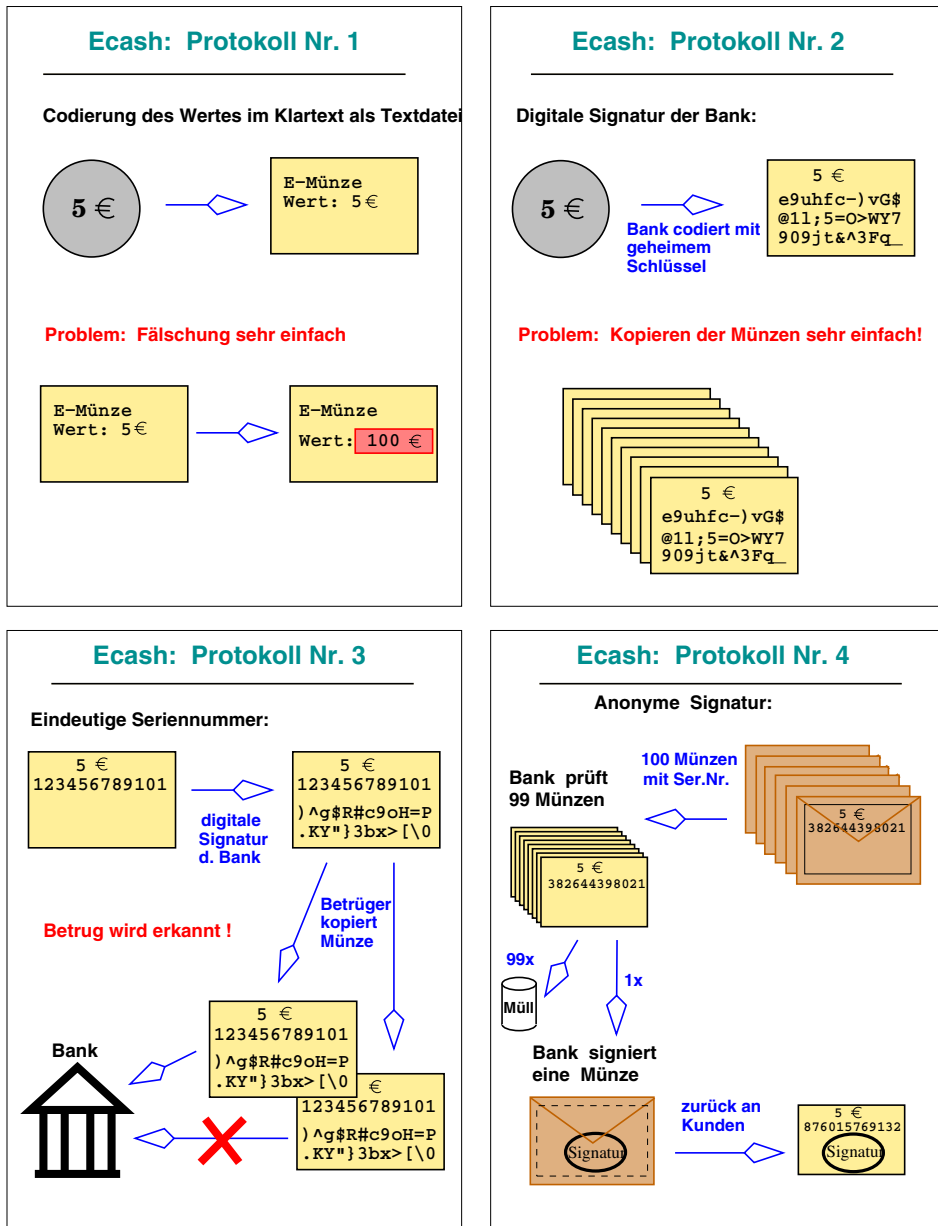 Ecash: Protokoll Nr. 1
Codierung des Wertes im Klartext als Textdatei
5 €
E-Münze
Wert: 5€
Problem: Fälschung sehr einfach
E-Münze
Wert: 5€
E-Münze
Wert: 100 €
Ecash: Protokoll Nr. 2
Digitale Signatur der Bank:
5 €
Bank codiert mit
geheimem
Schlüssel
5 €
e9uhfc-)vG$
@1l;5=O>WY7
909jt&^3Fq_
Problem: Kopieren der Münzen sehr einfach!
5 €
e9uhfc-)vG$
@1l;5=O>WY7
909jt&^3Fq_
Ecash: Protokoll Nr. 3
Eindeutige Seriennummer:
5 €
123456789101
digitale
Signatur
d. Bank
5 €
123456789101
)^g$R#c9oH=P
.KY"}3bx>[\0
Betrüger
kopiert
Münze
Betrug wird erkannt !
5 €
123456789101
)^g$R#c9oH=P
.KY"}3bx>[\0
Bank
€
123456789101
)^g$R#c9oH=P
.KY"}3bx>[\0
Ecash: Protokoll Nr. 4
Anonyme Signatur:
100 Münzen
mit Ser.Nr.
5 €
382644398021
Bank prüft
99 Münzen
5 €
382644398021
99x
Müll
1x
Bank signiert
eine Münze
Signatur
zurück an
Kunden
5 €
876015769132
Signatur